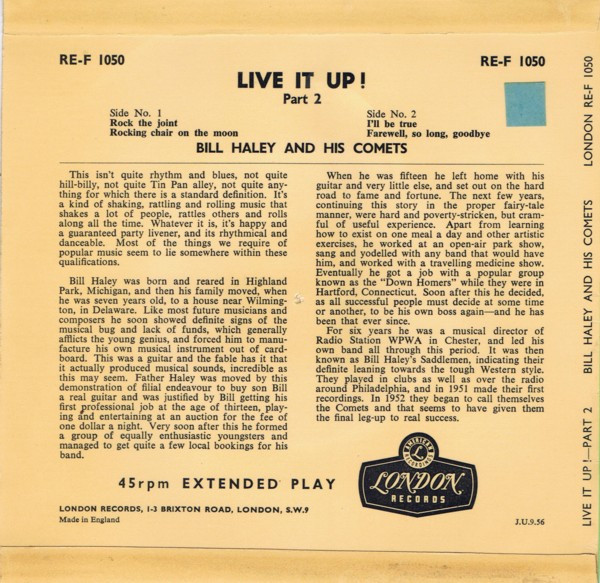 RE-F 1050
RE-F 1050
LIVE IT UP!
Part 2
Side No. 1
Rock the joint
Rocking chair on the moon
Side No. 2
I'll be true
Farewell, so long, goodbye
BILL HALEY AND HIS COMETS
This isn't quite rhythm and blues, not quite
hill-billy, not quite Tin Pan alley, not quite any-
thing for which there is a standard definition. It's
a kind of shaking, rattling and rolling music that
shakes a lot of people, rattles others and rolls
along all the time. Whatever it is, it's happy and
a guaranteed party livener, and its rhythmical and
danceable. Most of the things we require of
popular music seem to lie somewhere within these
qualifications.
Bill Haley was born and reared in Highland
Park, Michigan, and then his family moved, when
he was seven years old, to a house near Wilming-
ton, in Delaware. Like most future musicians and
composers he soon showed definite signs of the
musical bug and lack of funds, which generally
afflicts the young genius, and forced him to manu-
facture his own musical instrument out of card-
board. This was a guitar and the fable has it that
it actually produced musical sounds, incredible as
this may seem. Father Haley was moved by this
demonstration of filial endeavour to buy son Bill
a real guitar and was justified by Bill getting his
first professional job at the age of thirteen, play-
ing and entertaining at an auction for the fee of
one dollar a night. Very soon after this he formed
a group of equally enthusiastic youngsters and
managed to get quite a few local bookings for his
band.
When he was fifteen he left home with his
guitar and very little else, and set out on the hard
road to fame and fortune. The next few years,
continuing this story in the proper fairy-tale
manner, were hard and poverty-stricken, but cram-
ful of useful experience. Apart from learning
how to exist on one meal a day and other artistic
exercises, he worked at an open-air park show,
sang and yodelled with any band that would have
him, and worked with a travelling medicine show.
Eventually he got a job with a popular group
known as the "Down Homers" while they were in
Hartford, Connecticut. Soon after this he decided,
as all successful people must decide at some time
or another, to be his own boss again—and he has
been that ever since.
For six years he was a musical director of
Radio Station WPWA in Chester, and led his
own band all through this period. It was then
known as Bill Haley's Saddlemen, indicating their
definite leaning towards the tough Western style.
They played in clubs as well as over the radio
around Philadelphia, and in 1951 made their first
recordings. In 1952 they began to call themselves
the Comets and that seems to have given them
the final leg-up to real success.
45rpm EXTENDED PLAY
LONDON RECORDS, 1-3 BRIXTON ROAD, LONDON, S.W.9
Made in England
AMERICAN
L
RECORDINGS
LONDON
RECORDS
J.U.9.56
LIVE IT UP!—PART 2 BILL HALEY AND HIS COMETS LONDON RE-F 1050